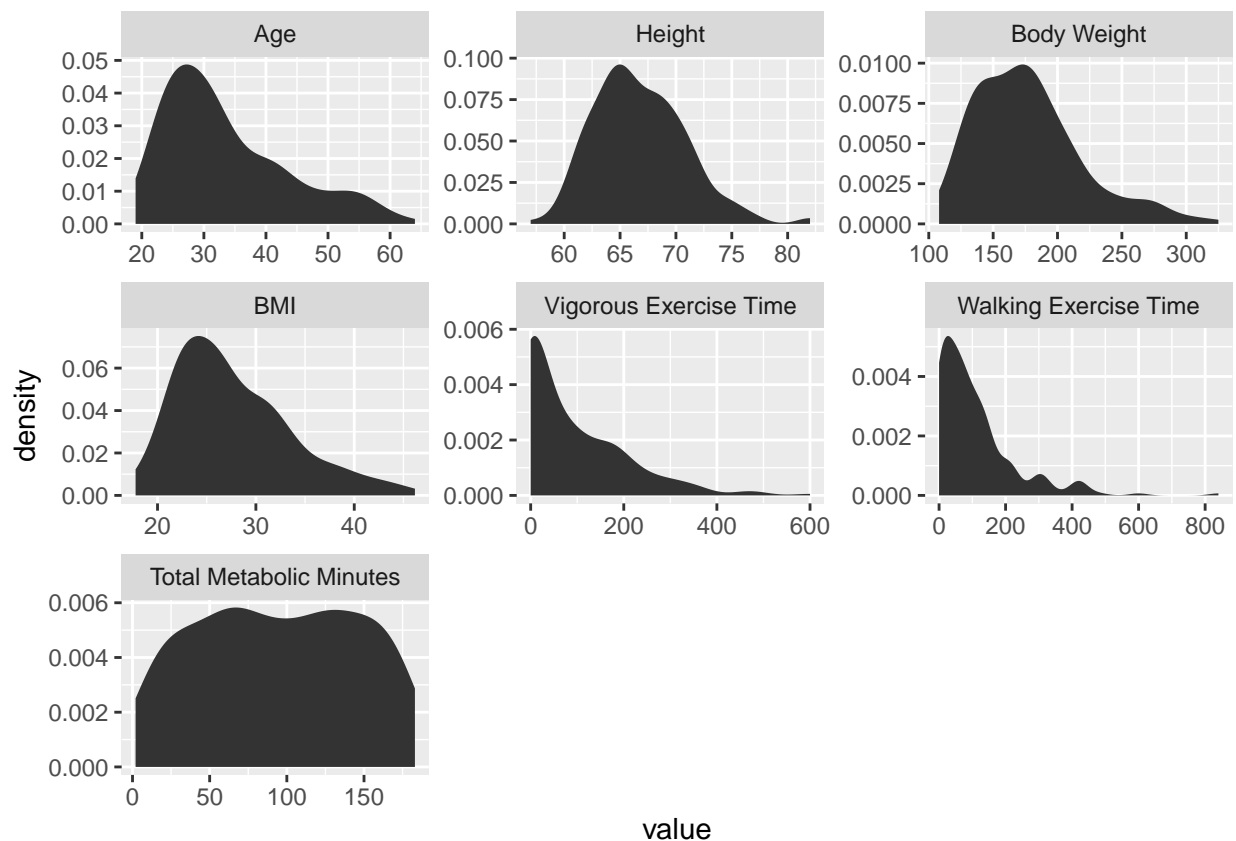 Age Height Body Weight
0.05
0.04
0.03
0.02
0.01
0.00
20 30 40 50 60
0.100
0.075
0.050
0.025
0.000
60 65 70 75 80
0.0100
0.0075
0.0050
0.0025
0.0000
100 150 200 250 300
BMI Vigorous Exercise Time Walking Exercise Time
0.06
0.04
0.02
0.00
20 30 40
0.006
0.004
0.002
0.000
0 200 400 600
0.004
0.002
0.000
0 200 400 600 800
Total Metabolic Minutes
0.006
0.004
0.002
0.000
0 50 100 150
density
value